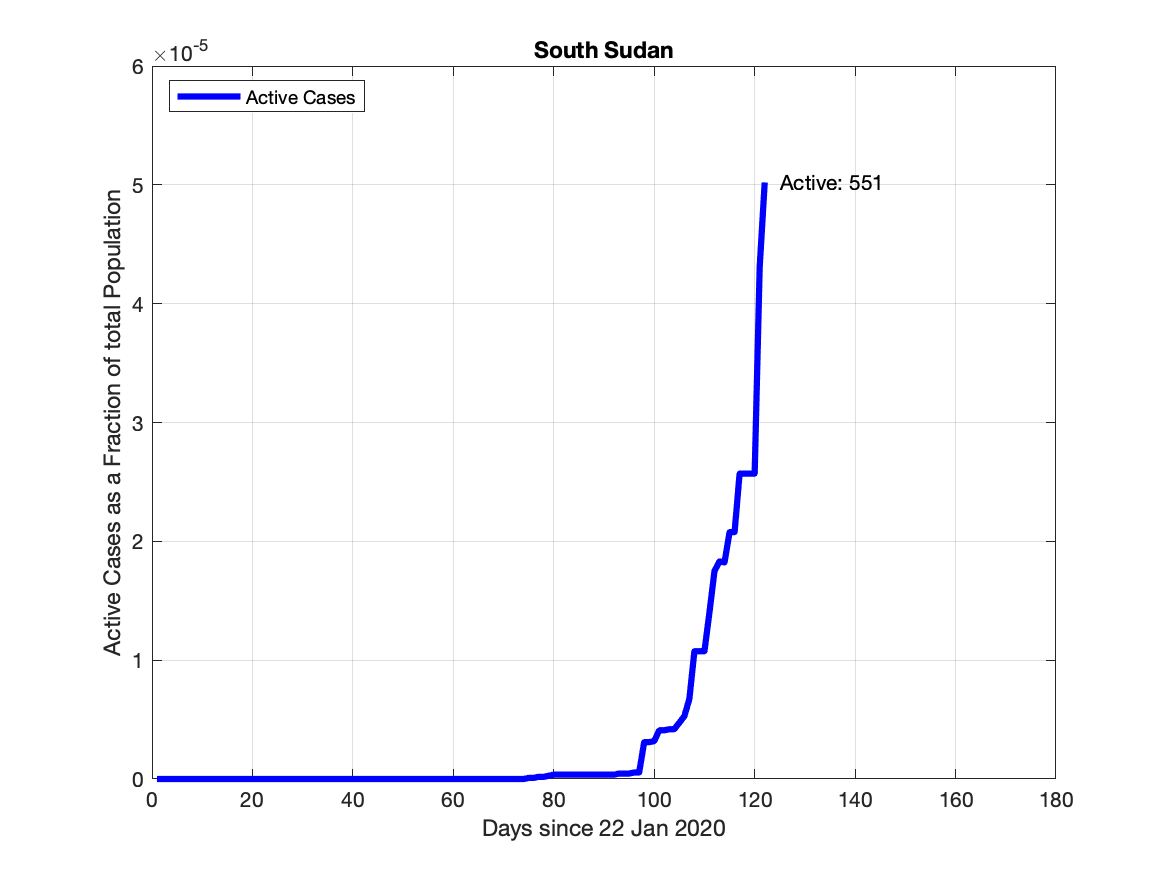 South Sudan
×10-5
Active Cases
Active: 551
6
5
4
3
2
1
0
Active Cases as a Fraction of total Population
0 20 40 60 80 100 120 140 160 180
Days since 22 Jan 2020